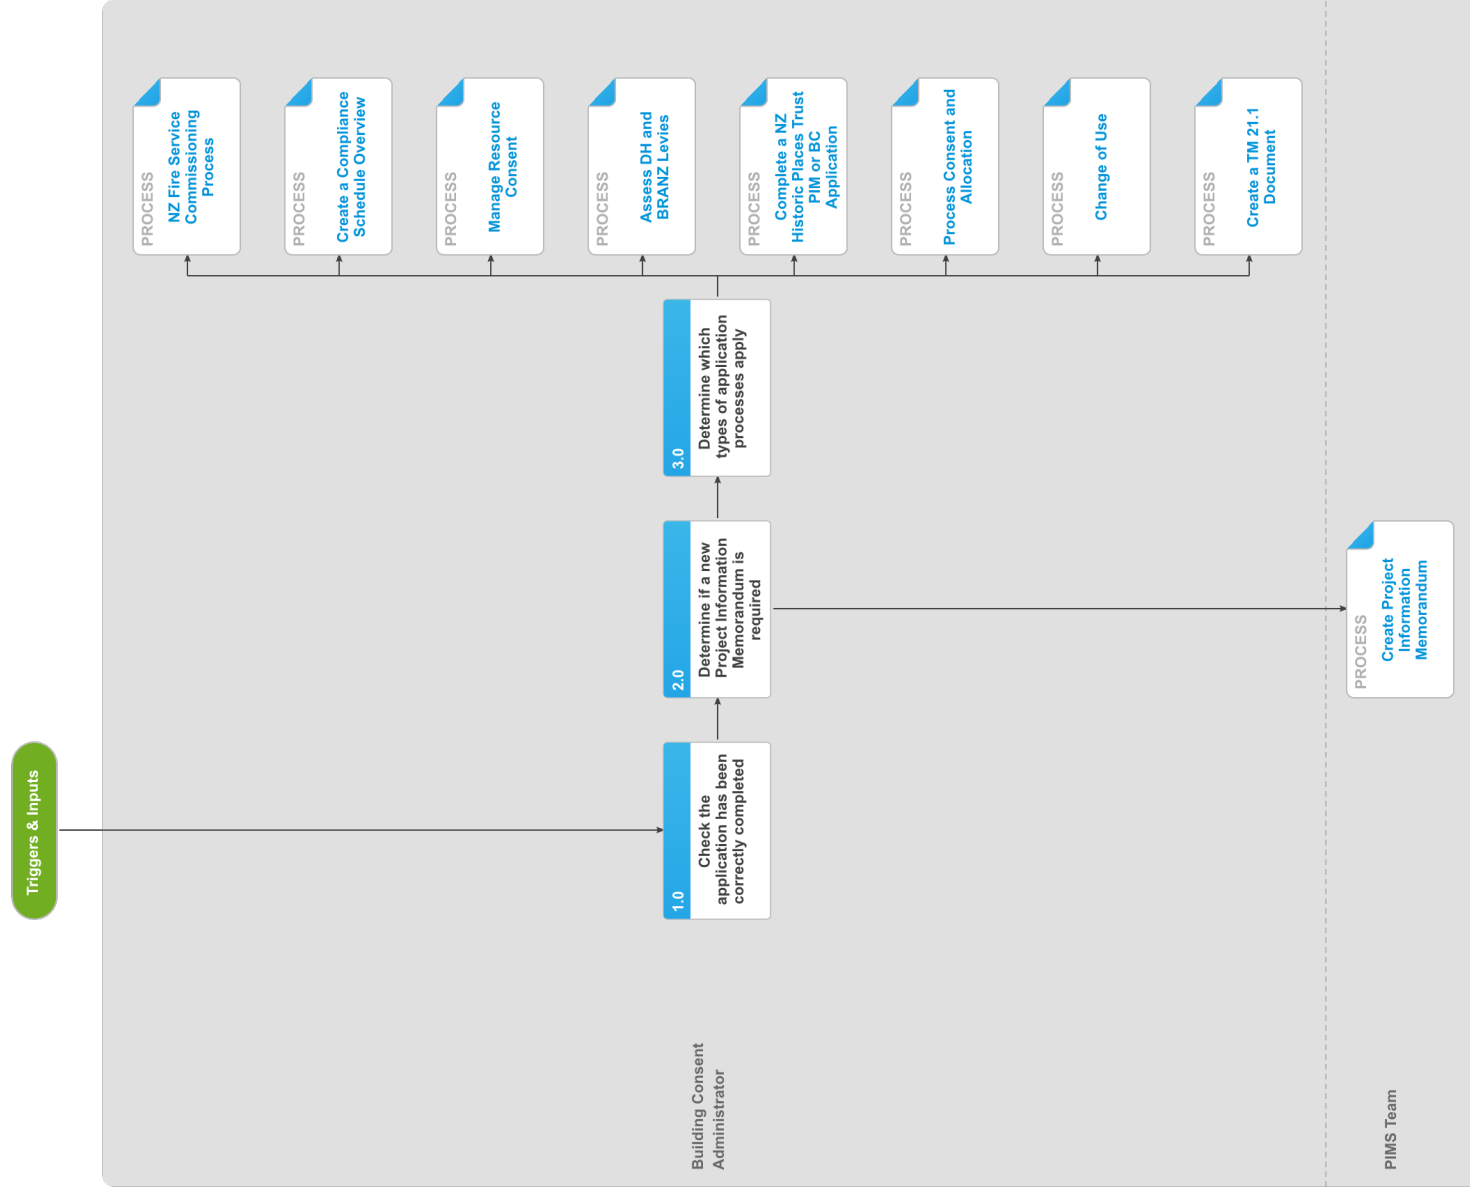 Triggers & Inputs
Building Consent
Administrator
1.0
Check the
application has been
correctly completed
2.0
Determine if a new
Project Information
Memorandum is
required
3.0
Determine which
types of application
processes apply
PROCESS
NZ Fire Service
Commissioning
Process
PROCESS
Create a Compliance
Schedule Overview
PROCESS
Manage Resource
Consent
PROCESS
Assess DH and
BRANZ Levies
PROCESS
Complete a NZ
Historic Places Trust
PIM or BC
Application
PROCESS
Process Consent and
Allocation
PROCESS
Change of Use
PROCESS
Create a TM 21.1
Document
PIMS Team
PROCESS
Create Project
Information
Memorandum